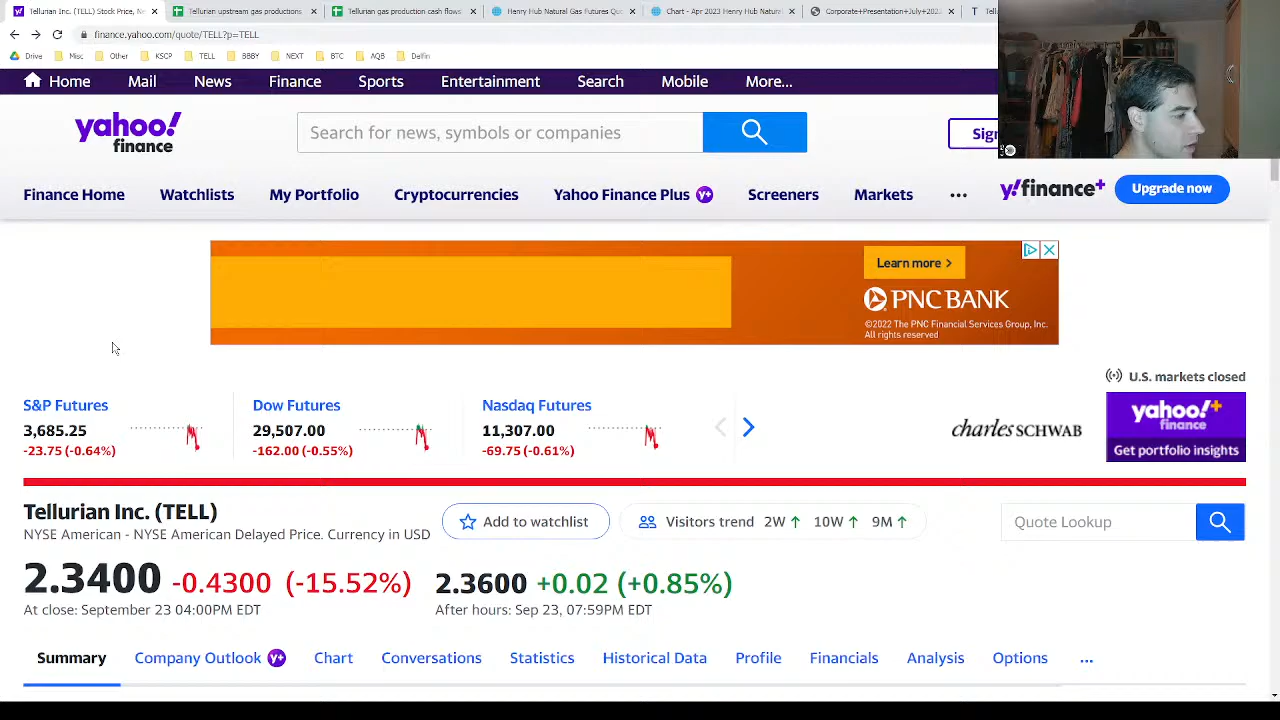 Tellurian Inc. (TELL) Stock Price, Ne
Tellurian upstream gas production:
Tellurian gas production cash flow:
Henry Hub Natural Gas Futures Quo
Chart - Apr 2023 Henry Hub Natur
Corporate+Presentation+July+2023
T Tell
finance.yahoo.com/quote/TELL?p=TELL
Drive Misc Other KSCP TELL BBBY NEXT BTC AQB Delfin
Home Mail News Finance Sports Entertainment Search Mobile More...
yahoo!
finance
Search for news, symbols or companies
Sign
Finance Home Watchlists My Portfolio Cryptocurrencies Yahoo Finance Plus y+ Screeners Markets ... y!finance+ Upgrade now
Learn more >
PNC BANK
©2022 The PNC Financial Services Group, Inc.
All rights reserved
U.S. markets closed
S&P Futures Dow Futures Nasdaq Futures
3,685.25 29,507.00 11,307.00
-23.75 (-0.64%) -162.00 (-0.55%) -69.75 (-0.61%)
charles SCHWAB
yahoo!+
finance
Get portfolio insights
Tellurian Inc. (TELL)
NYSE American - NYSE American Delayed Price. Currency in USD
Add to watchlist
Visitors trend 2W ↑ 10W ↑ 9M ↑
Quote Lookup
2.3400 -0.4300 (-15.52%) 2.3600 +0.02 (+0.85%)
At close: September 23 04:00PM EDT After hours: Sep 23, 07:59PM EDT
Summary Company Outlook y+ Chart Conversations Statistics Historical Data Profile Financials Analysis Options ...